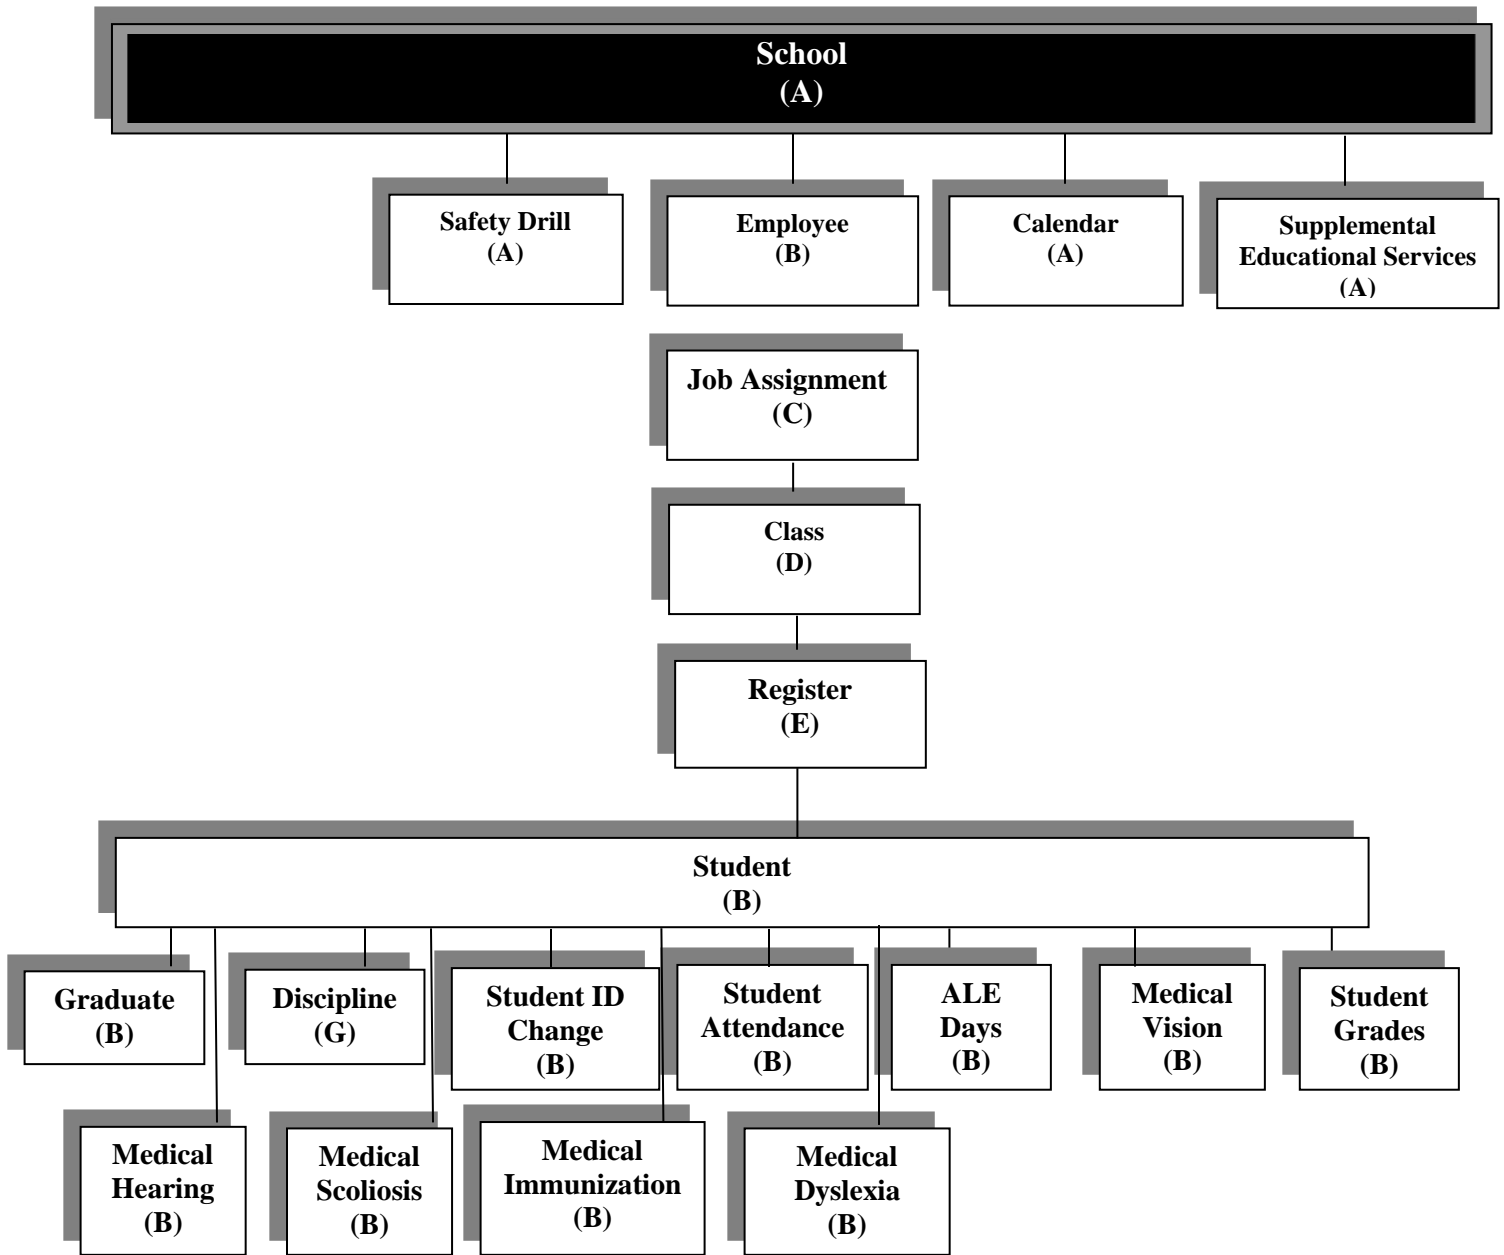 School
(A)
Safety Drill
(A)
Employee
(B)
Calendar
(A)
Supplemental
Educational Services
(A)
Job Assignment
(C)
Class
(D)
Register
(E)
Student
(B)
Graduate
(B)
Discipline
(G)
Student ID
Change
(B)
Student
Attendance
(B)
ALE
Days
(B)
Medical
Vision
(B)
Student
Grades
(B)
Medical
Hearing
(B)
Medical
Scoliosis
(B)
Medical
Immunization
(B)
Medical
Dyslexia
(B)